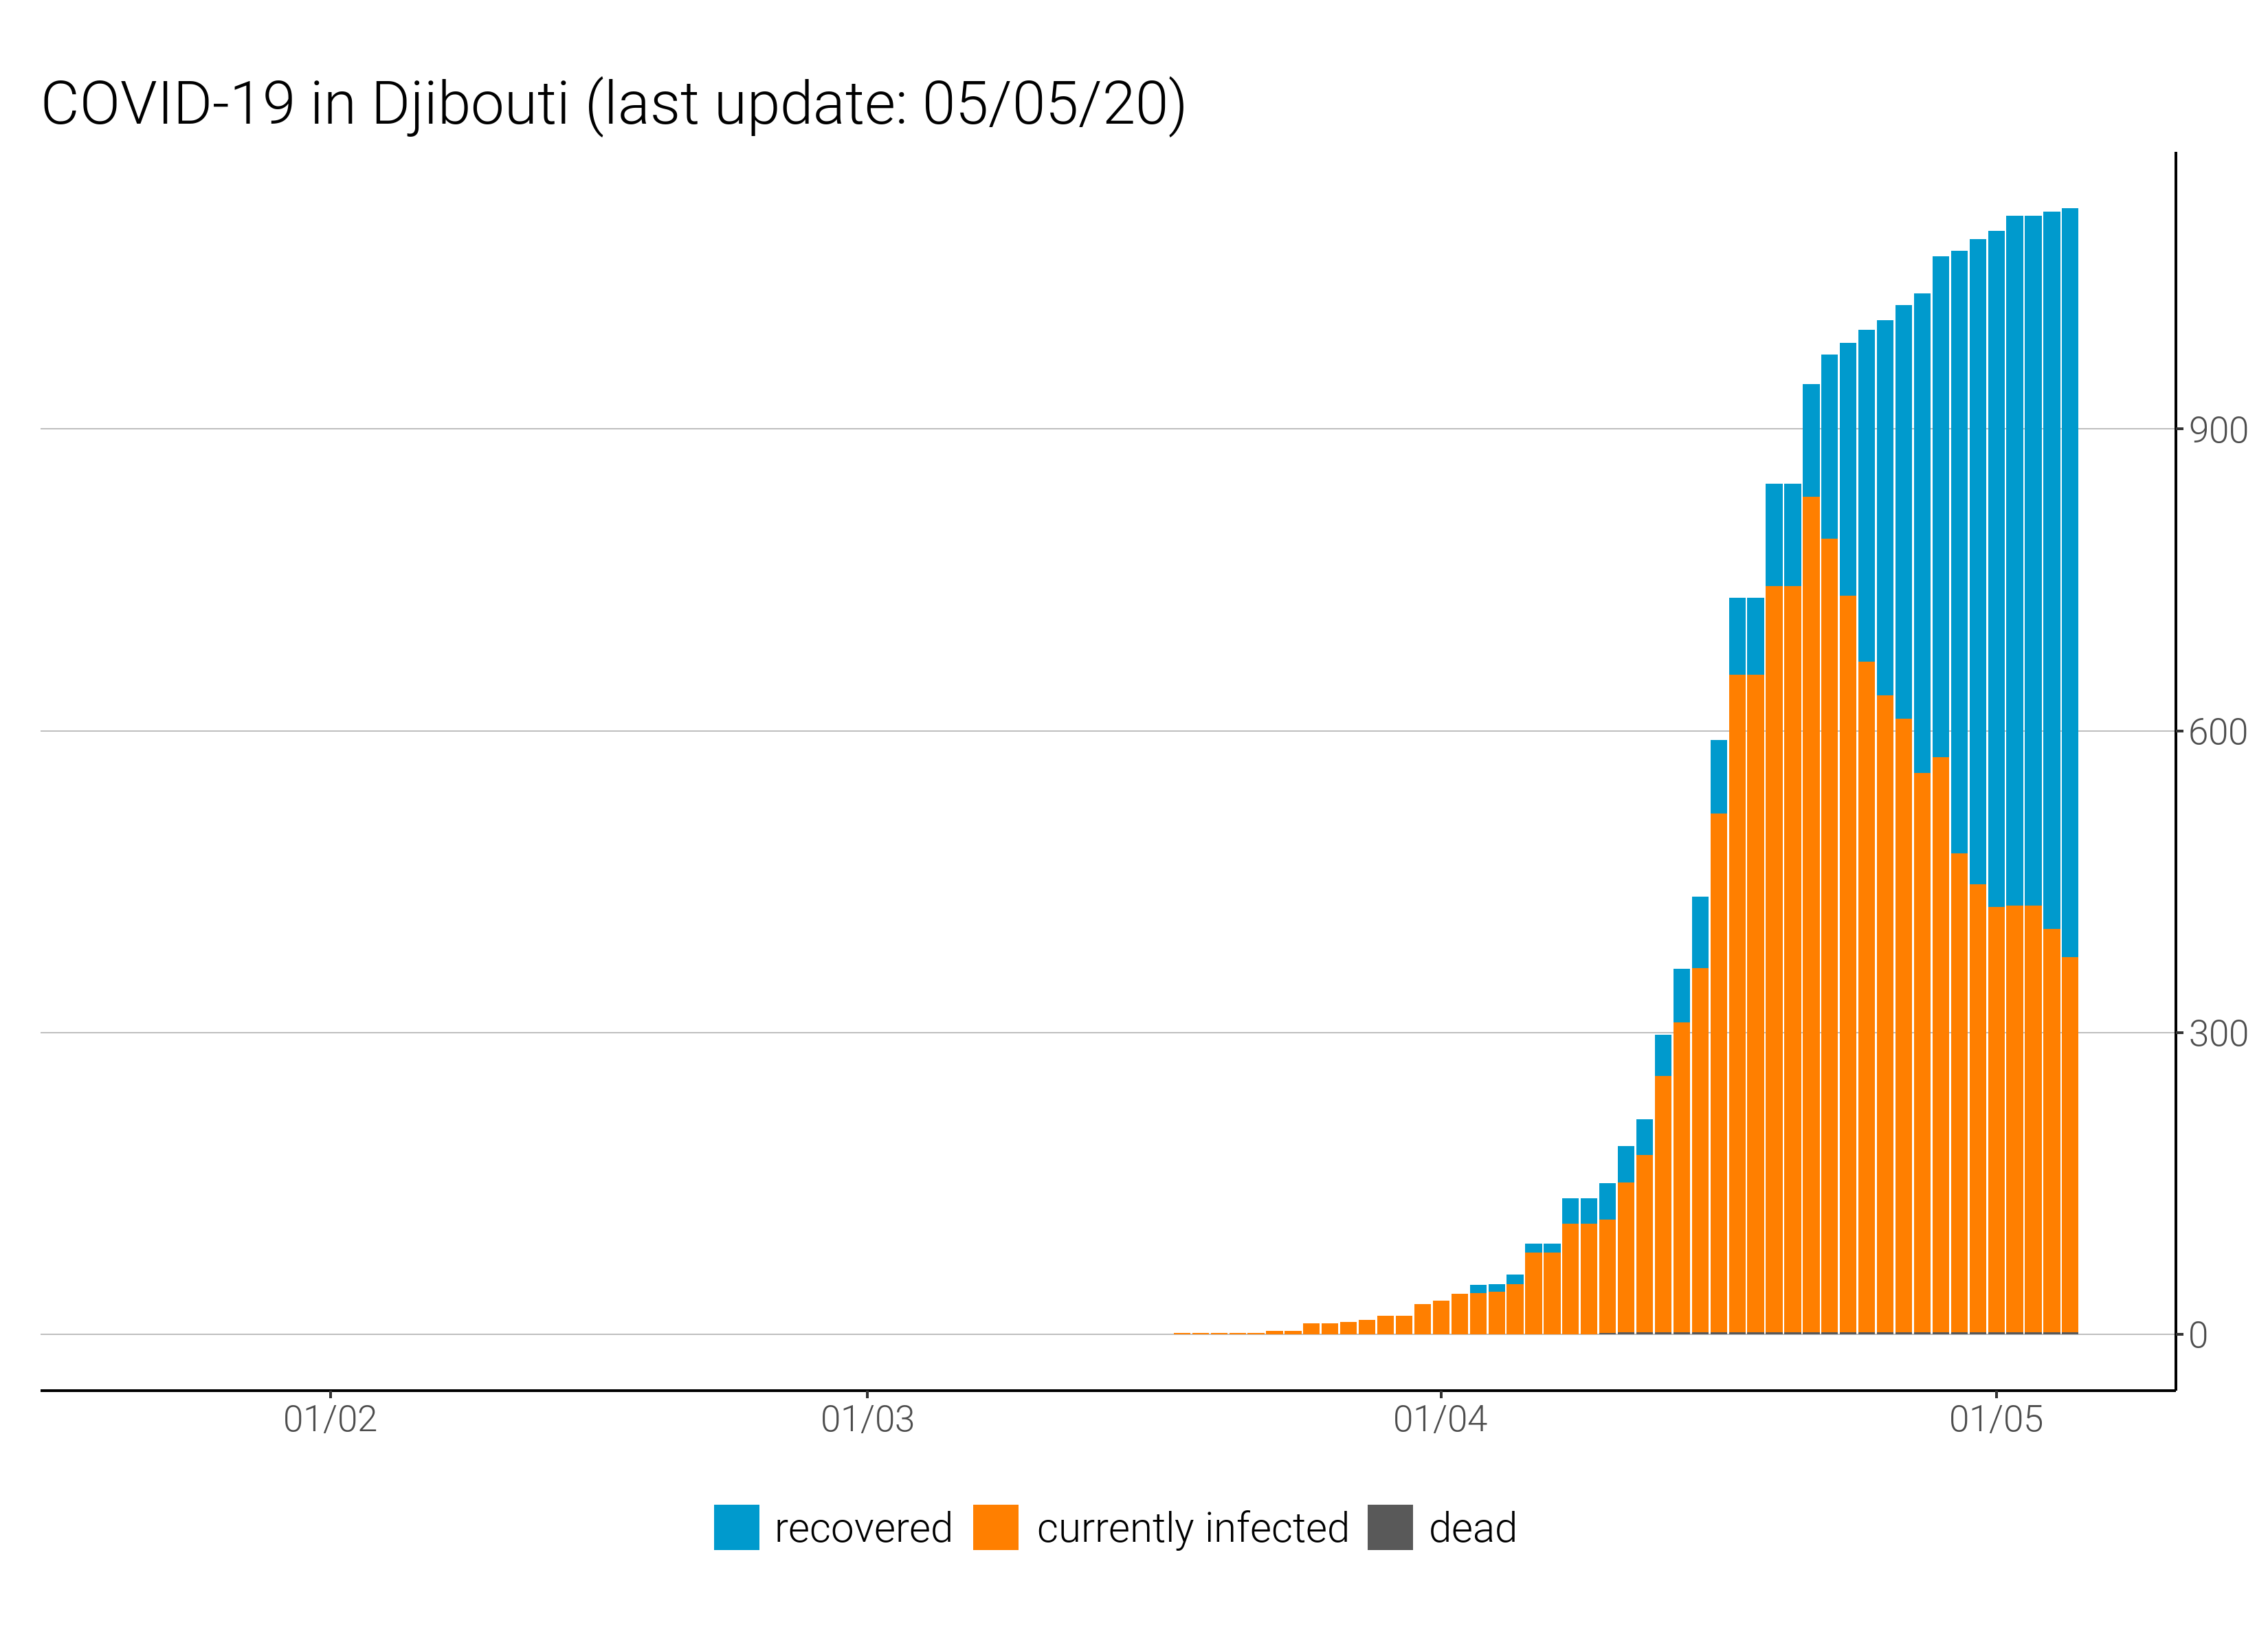 COVID-19 in Djibouti (last update: 05/05/20)
900
600
300
0
01/02 01/03 01/04 01/05
recovered currently infected dead